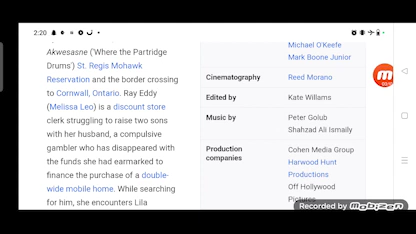 2:20
Akwesasne ('Where the Partridge
Drums') St. Regis Mohawk
Reservation and the border crossing
to Cornwall, Ontario. Ray Eddy
(Melissa Leo) is a discount store
clerk struggling to raise two sons
with her husband, a compulsive
gambler who has disappeared with
the funds she had earmarked to
finance the purchase of a double-
wide mobile home. While searching
for him, she encounters Lila
Michael O'Keefe
Mark Boone Junior
Cinematography Reed Morano
Edited by Kate Willams
Music by Peter Golub
Shahzad Ali Ismaily
Production
companies
Cohen Media Group
Harwood Hunt
Productions
Off Hollywood
Pictures
Recorded by Mobizen